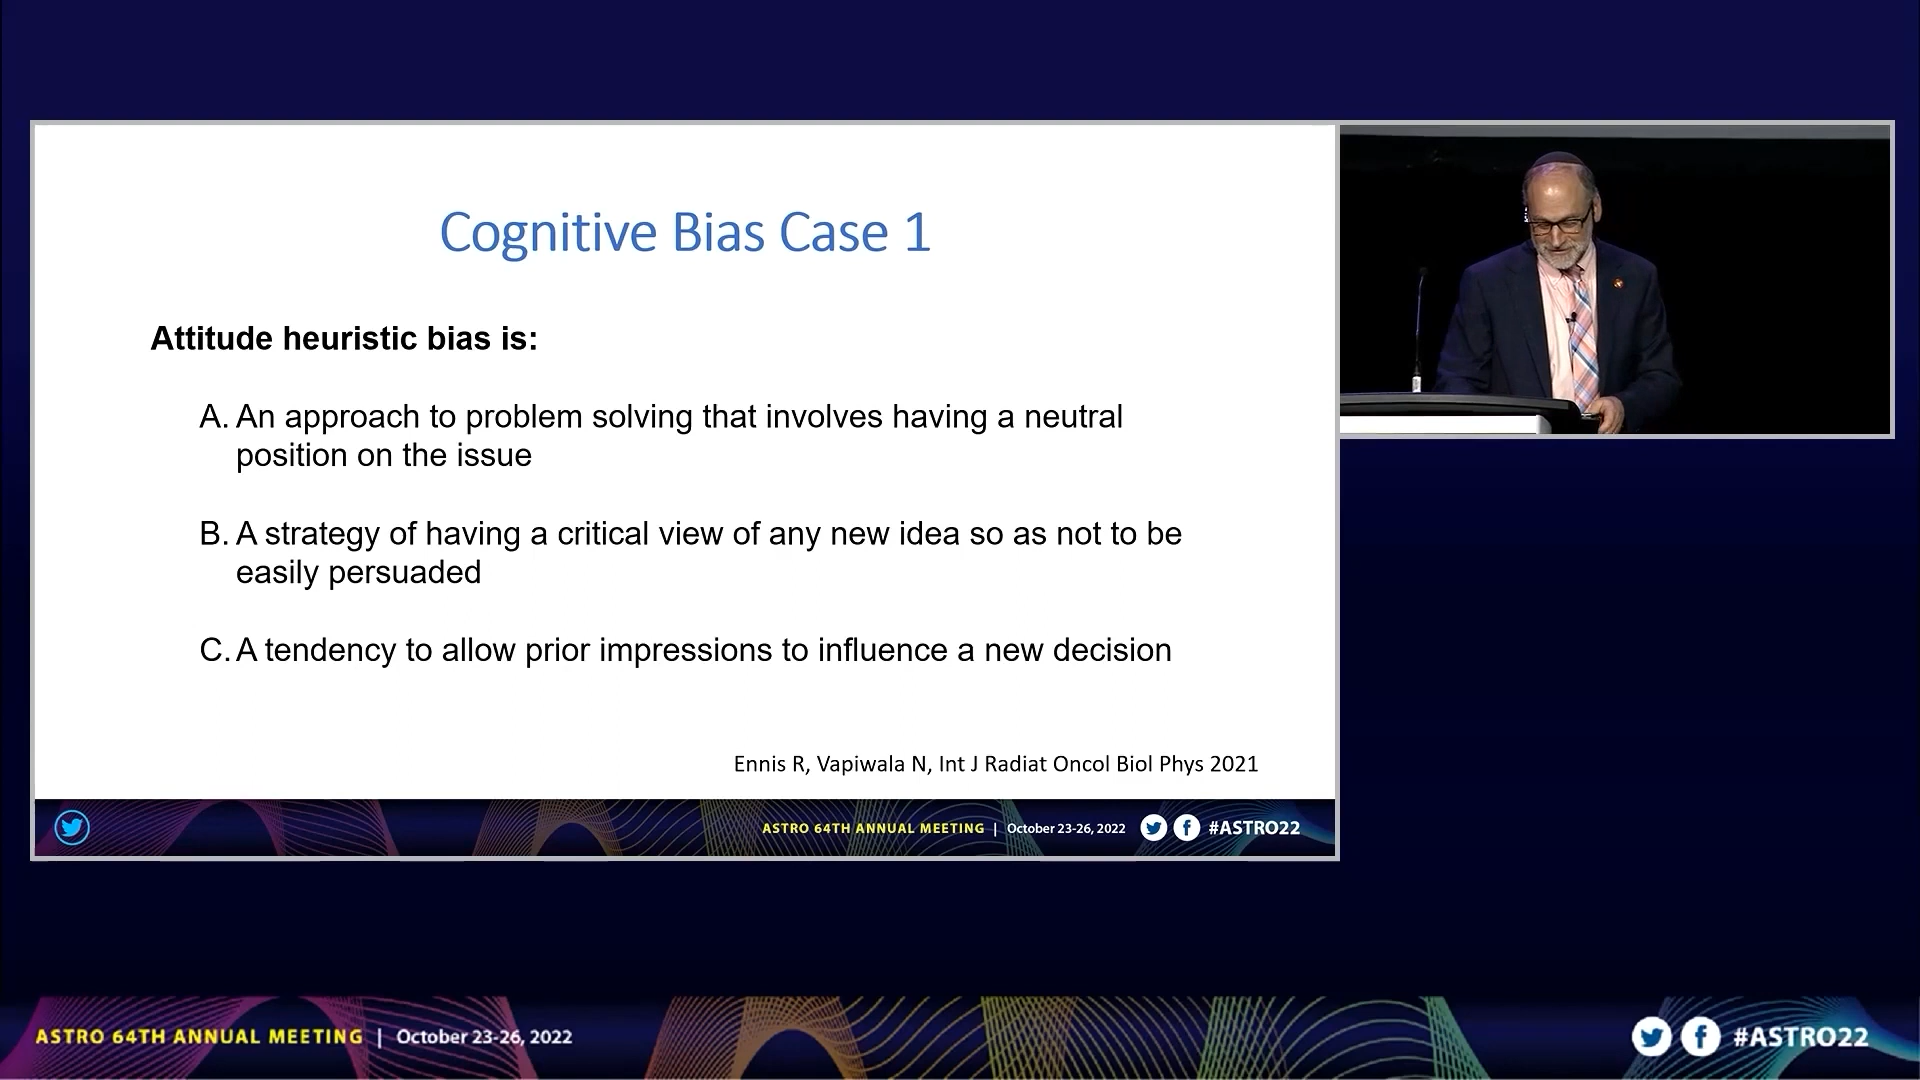 Cognitive Bias Case 1
Attitude heuristic bias is:
A. An approach to problem solving that involves having a neutral
position on the issue
B. A strategy of having a critical view of any new idea so as not to be
easily persuaded
C. A tendency to allow prior impressions to influence a new decision
Ennis R, Vapiwala N, Int J Radiat Oncol Biol Phys 2021
ASTRO 64TH ANNUAL MEETING | October 23-26, 2022 #ASTRO22
ASTRO 64TH ANNUAL MEETING | October 23-26, 2022 #ASTRO22